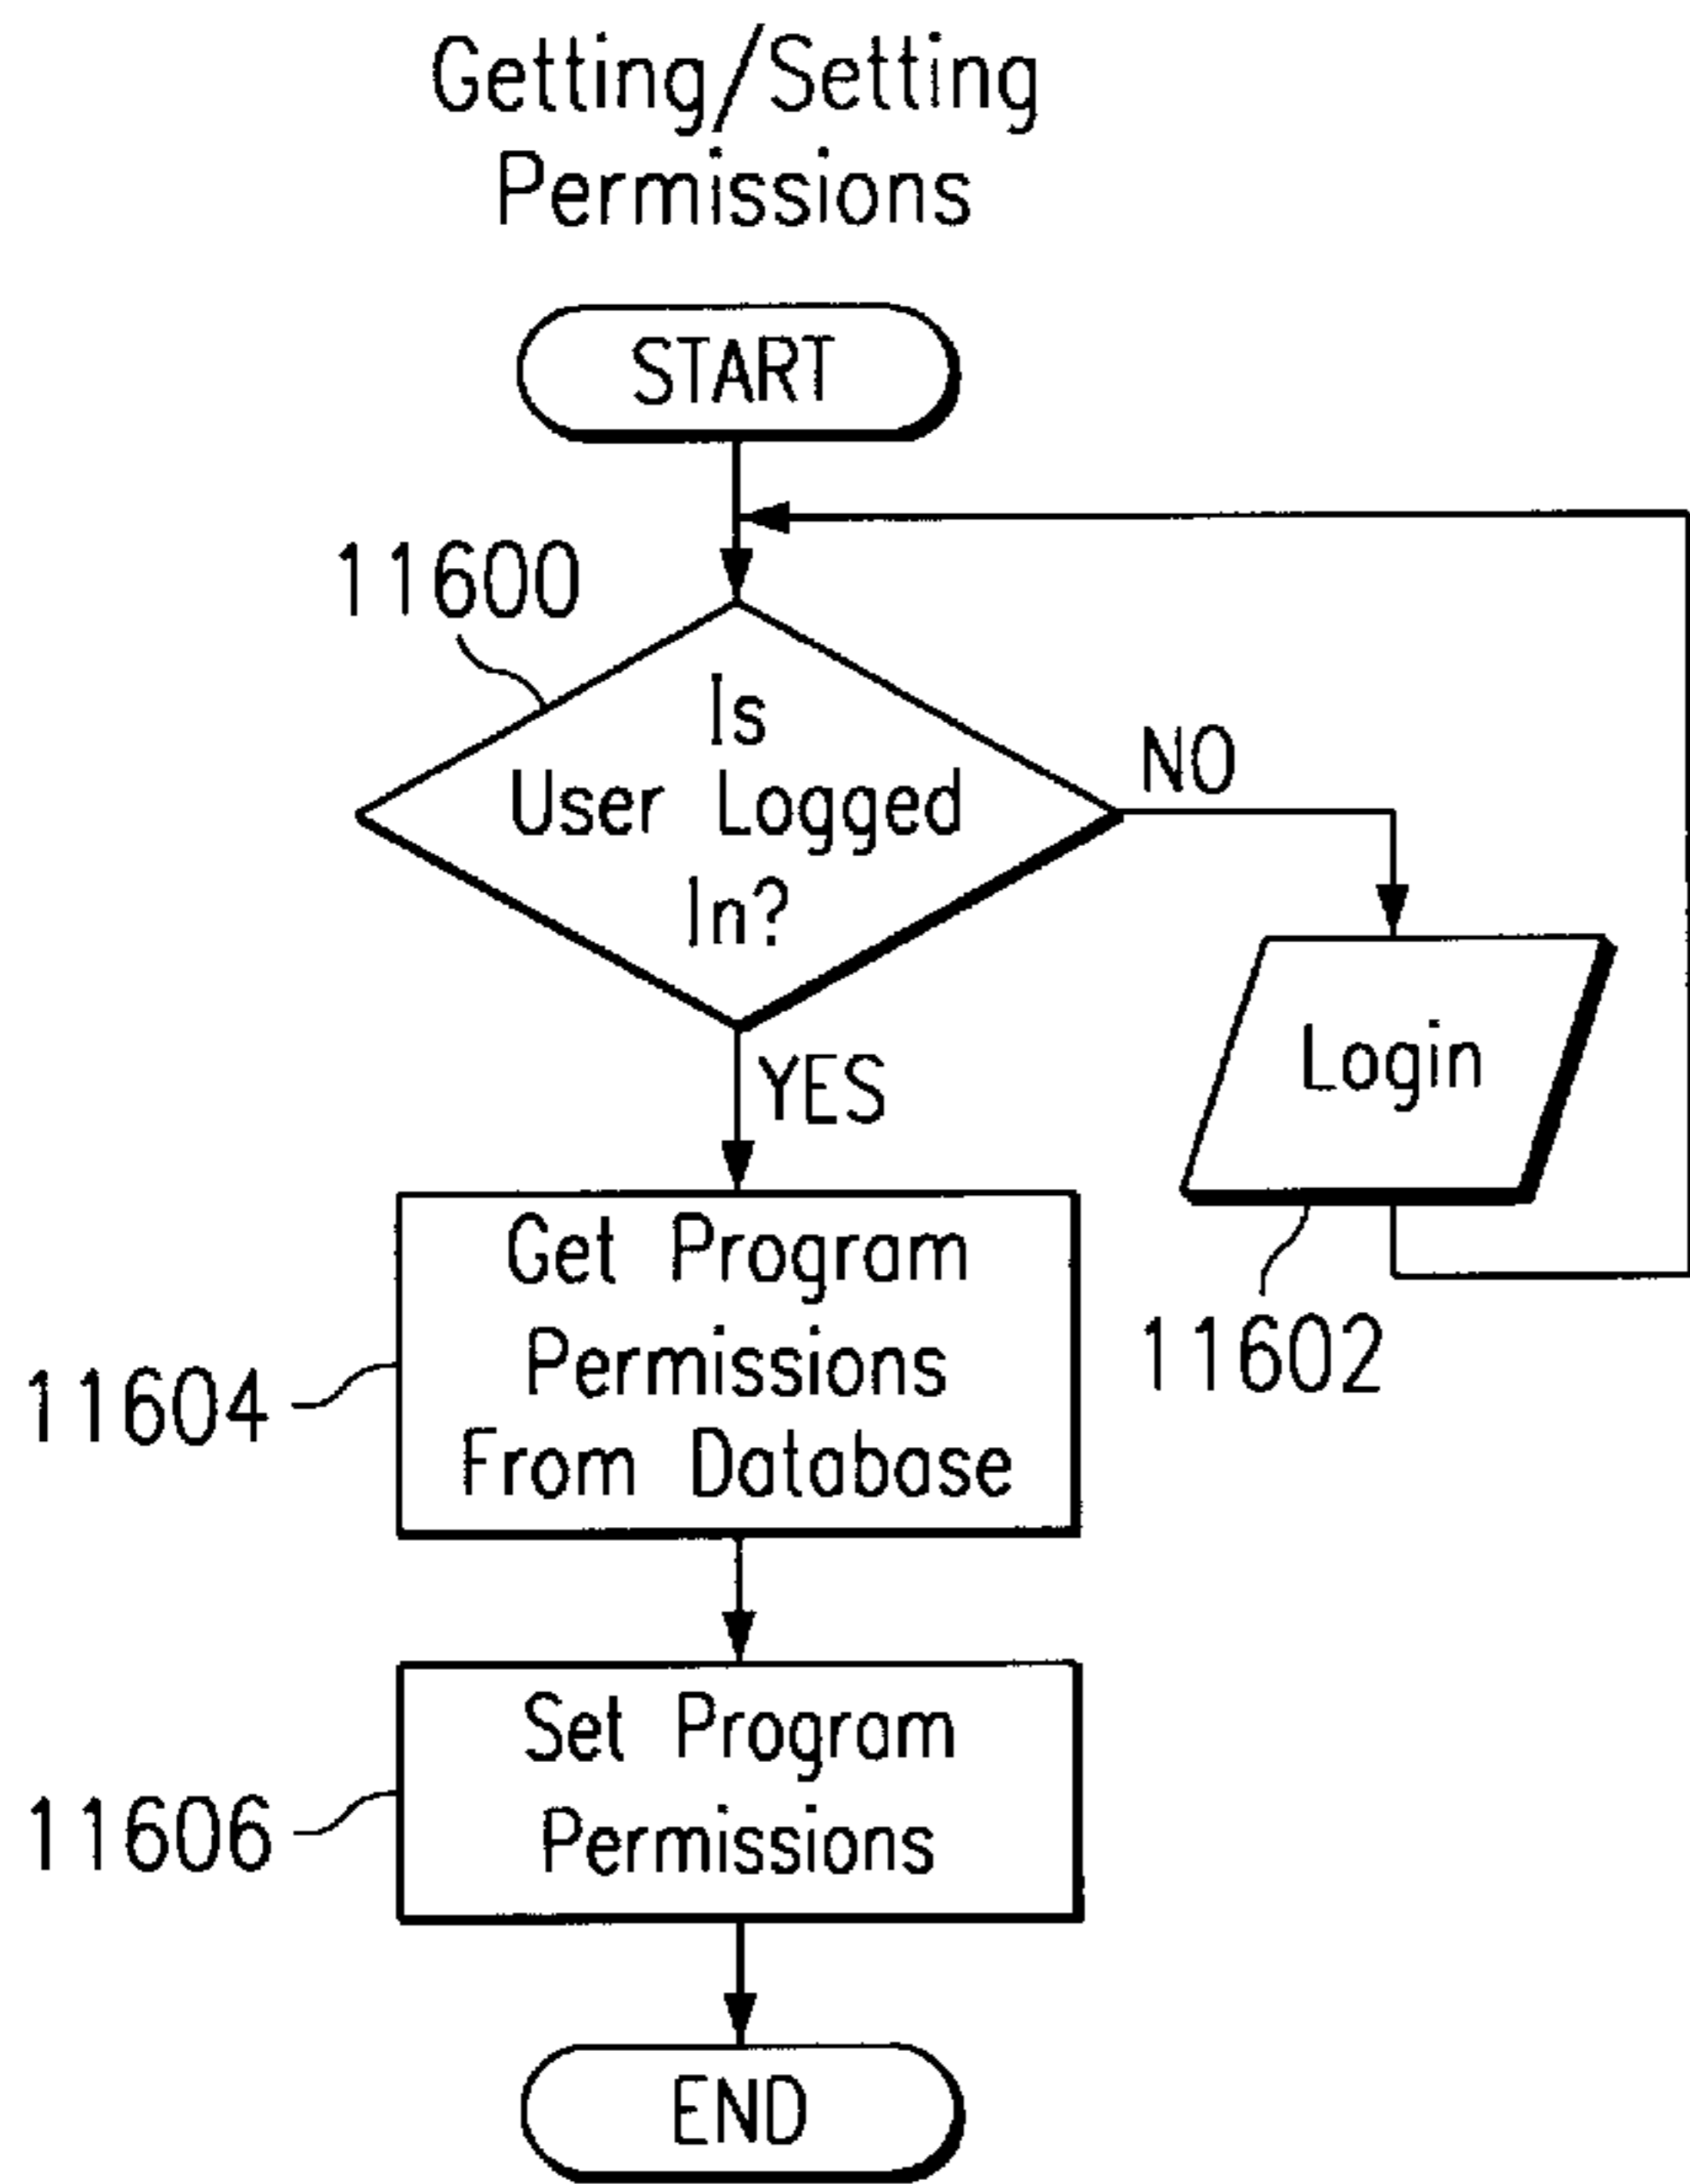 Getting/Setting
Permissions
START
11600
Is
User Logged
In?
NO
YES
Login
11602
Get Program
Permissions
From Database
11604
Set Program
Permissions
11606
END